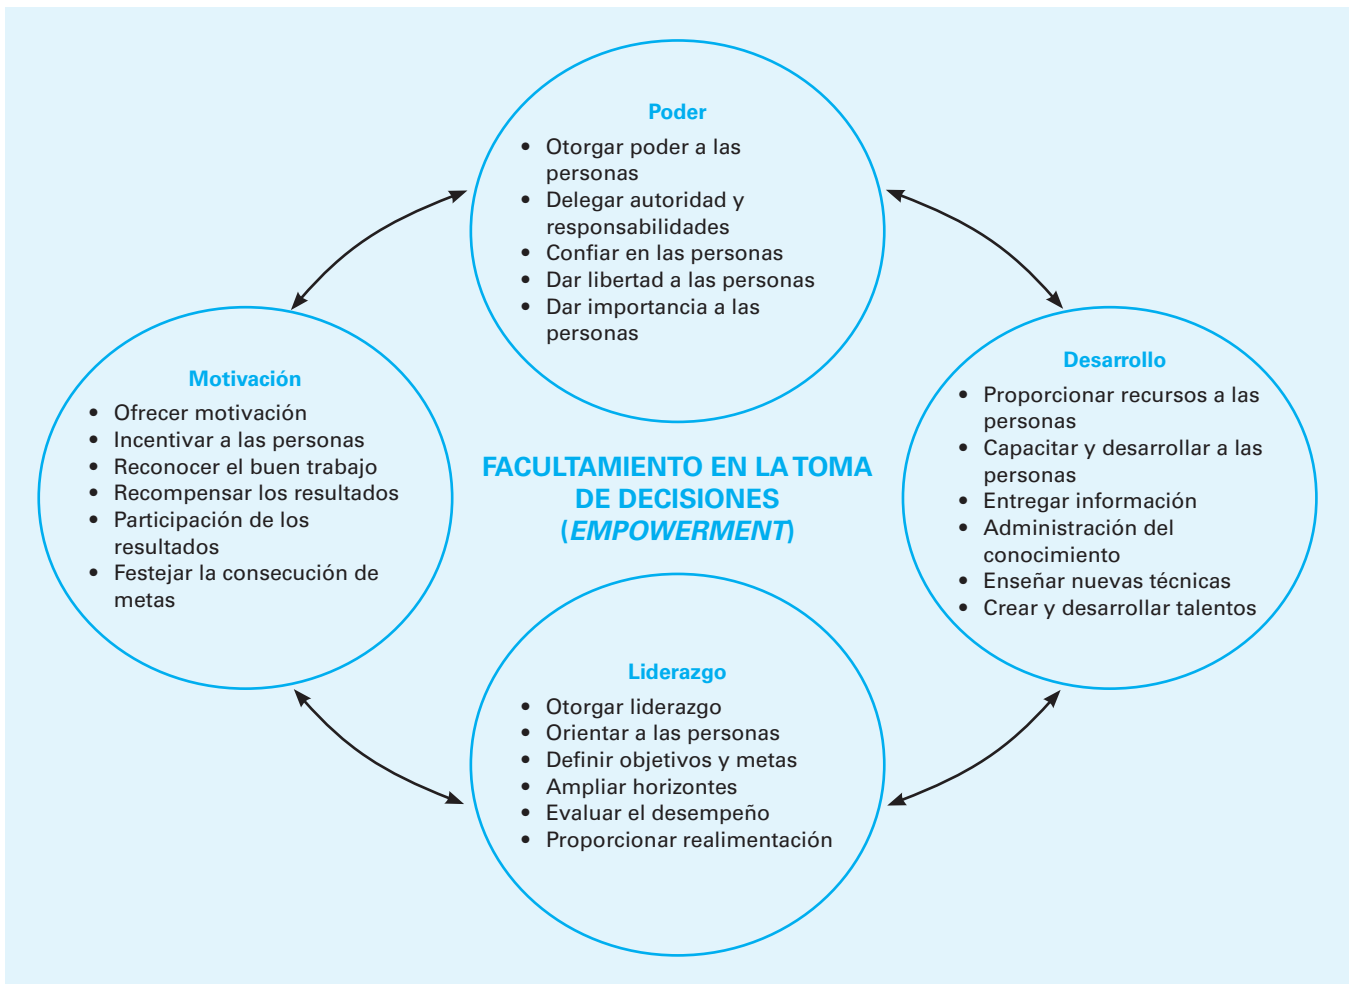 Poder
• Otorgar poder a las
personas
• Delegar autoridad y
responsabilidades
• Confiar en las personas
• Dar libertad a las personas
• Dar importancia a las
personas
Motivación
• Ofrecer motivación
• Incentivar a las personas
• Reconocer el buen trabajo
• Recompensar los resultados
• Participación de los
resultados
• Festejar la consecución de
metas
FACULTAMIENTO EN LA TOMA
DE DECISIONES
(EMPOWERMENT)
Desarrollo
• Proporcionar recursos a las
personas
• Capacitar y desarrollar a las
personas
• Entregar información
• Administración del
conocimiento
• Enseñar nuevas técnicas
• Crear y desarrollar talentos
Liderazgo
• Otorgar liderazgo
• Orientar a las personas
• Definir objetivos y metas
• Ampliar horizontes
• Evaluar el desempeño
• Proporcionar realimentación